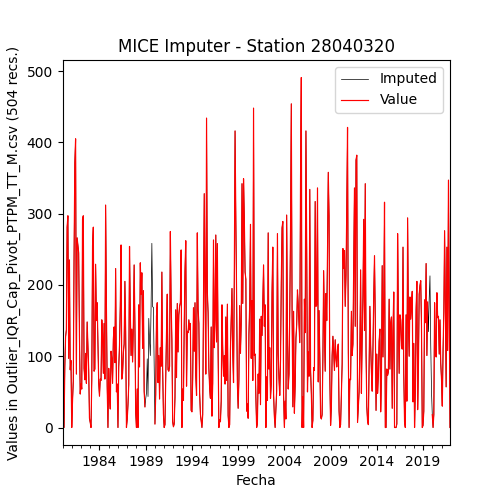 MICE Imputer - Station 28040320
Values in Outlier_IQR_Cap_Pivot_PTPM_TT_M.csv (504 recs.)
500
400
300
200
100
0
Imputed
Value
1984 1989 1994 1999 2004 2009 2014 2019
Fecha